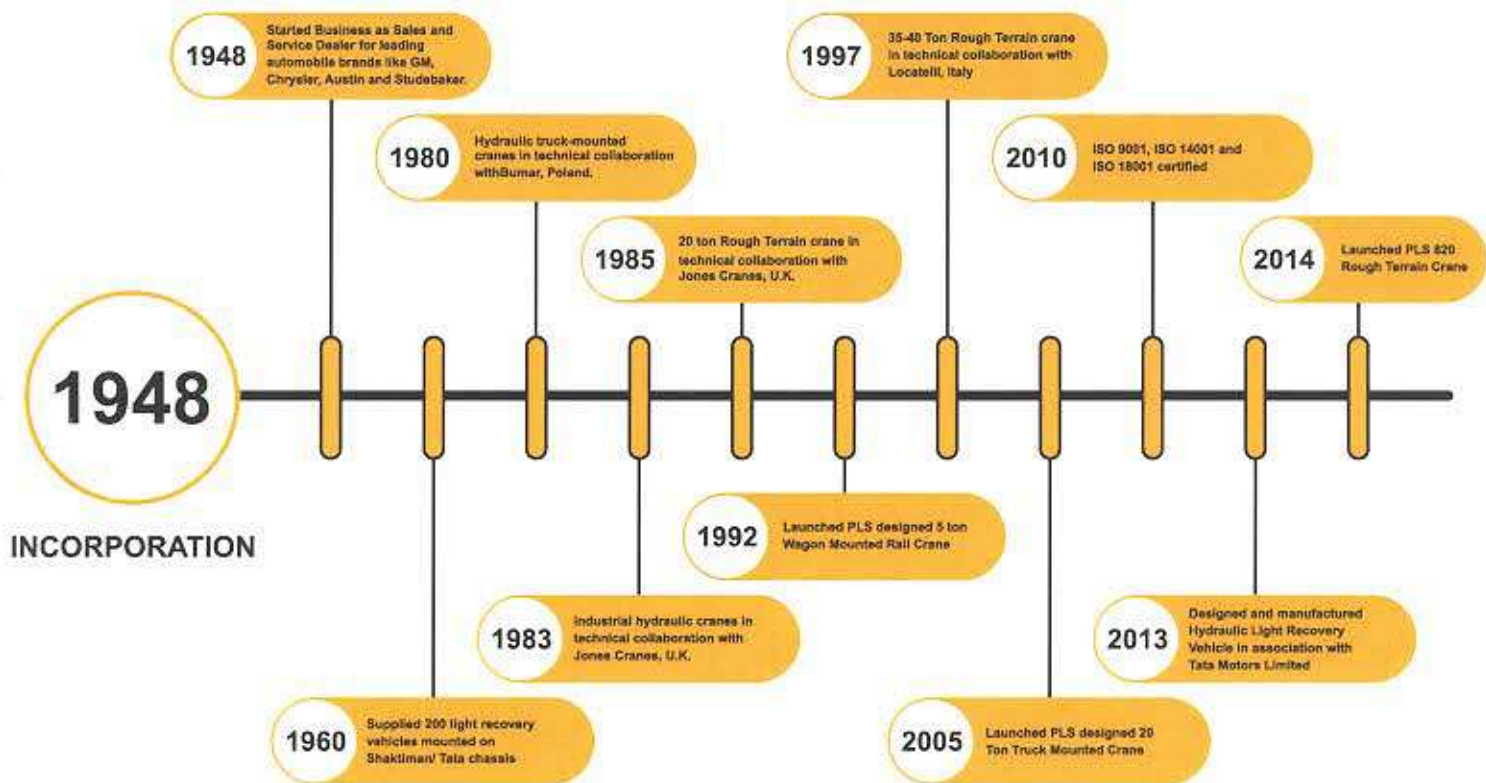 1948
Started Business as Sales and
Service Dealer for leading
automobile brands like GM,
Chrysler, Austin and Studebaker.
1997
35-40 Ton Rough Terrain crane
in technical collaboration with
Locatelli, Italy
1980
Hydraulic truck-mounted
cranes in technical collaboration
withBumar, Poland.
2010
ISO 9001, ISO 14001 and
ISO 18001 certified
1985
20 ton Rough Terrain crane in
technical collaboration with
Jones Cranes, U.K.
2014
Launched PLS 820
Rough Terrain Crane
1948
INCORPORATION
1992
Launched PLS designed 5 ton
Wagon Mounted Rail Crane
1983
Industrial hydraulic cranes in
technical collaboration with
Jones Cranes, U.K.
2013
Designed and manufactured
Hydraulic Light Recovery
Vehicle in association with
Tata Motors Limited
1960
Supplied 200 light recovery
vehicles mounted on
Shaktiman/ Tata chassis
2005
Launched PLS designed 20
Ton Truck Mounted Crane